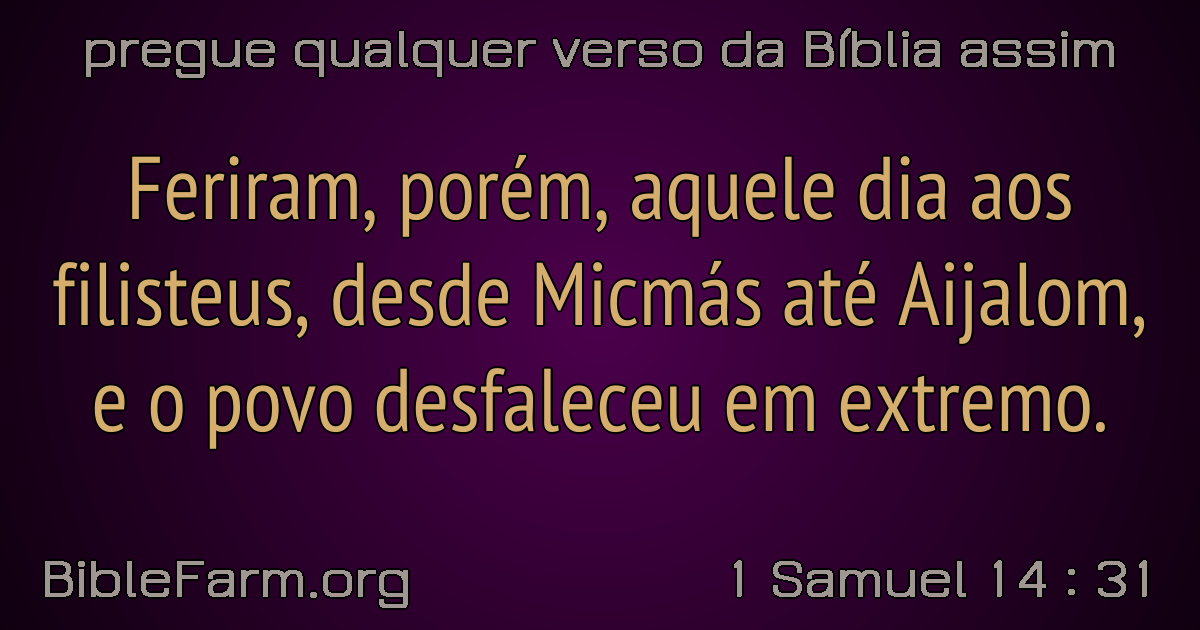 pregue qualquer verso da Bíblia assim
Feriram, porém, aquele dia aos
filisteus, desde Micmás até Aijalom,
e o povo desfaleceu em extremo.
BibleFarm.org
1 Samuel 14 : 31